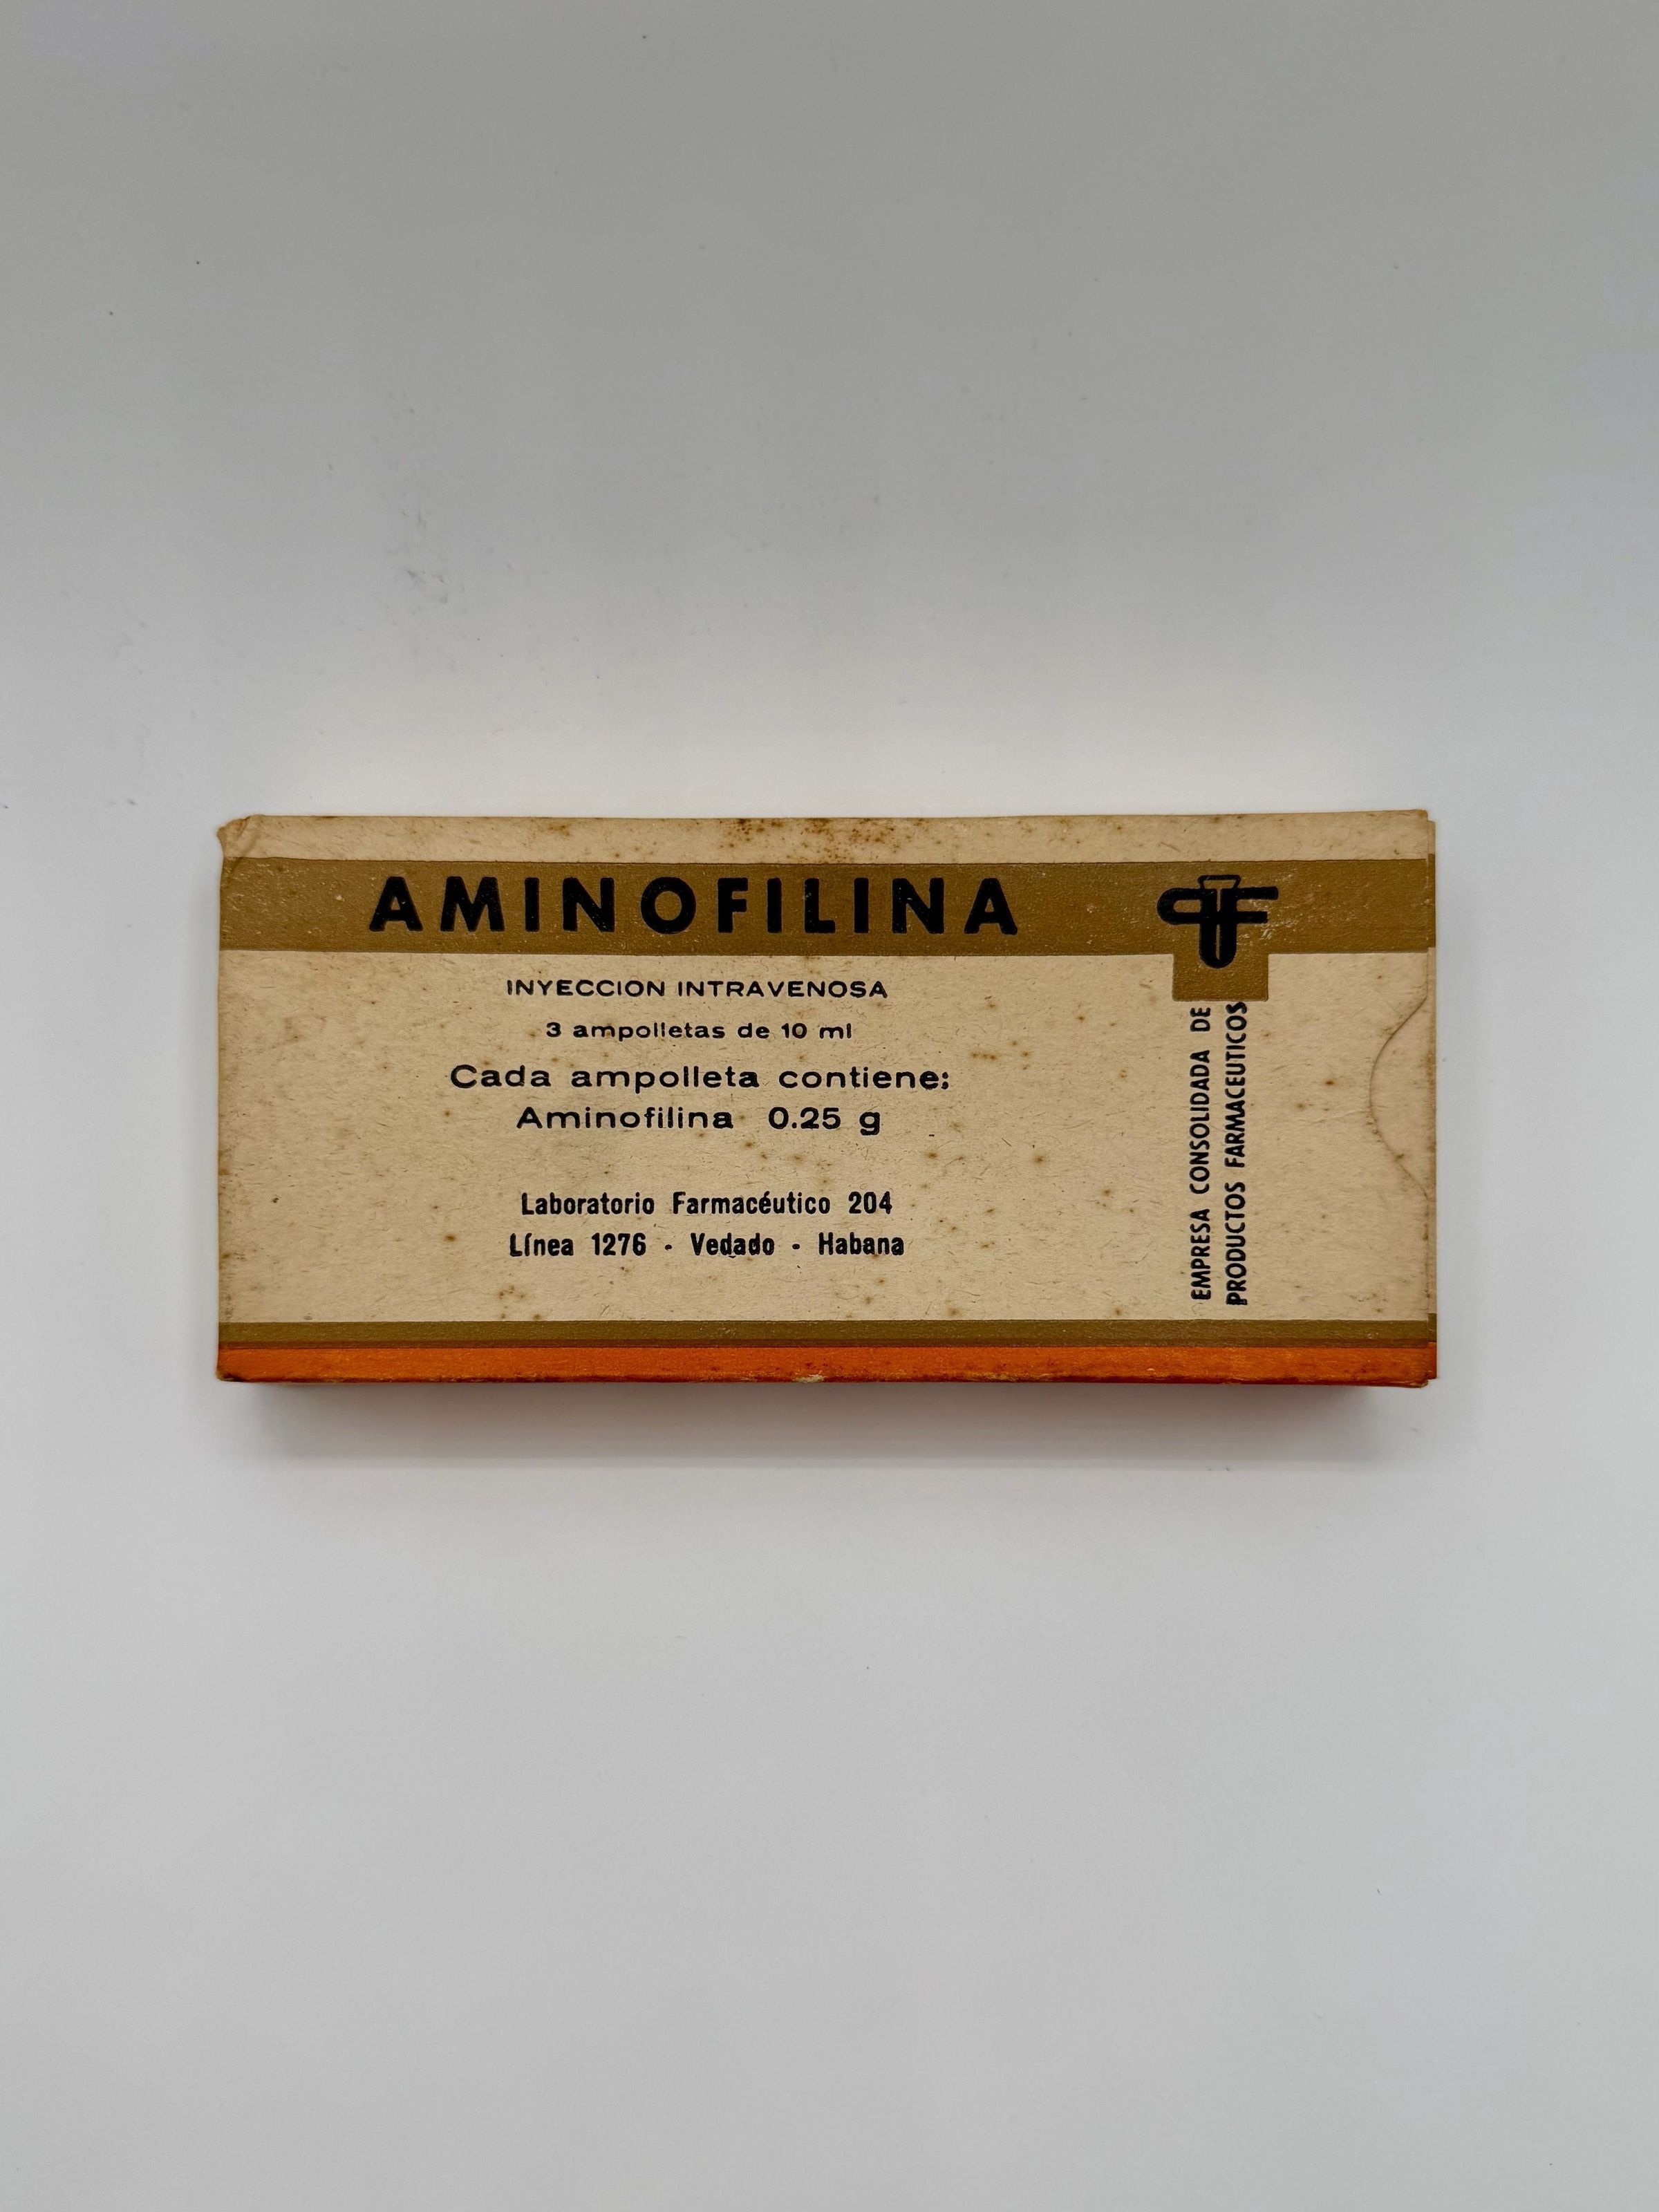 AMINOFILINA
INYECCION INTRAVENOSA
3 ampolletas de 10 ml
Cada ampolleta contiene:
Aminofilina 0.25 g
Laboratorio Farmacéutico 204
Línea 1276 - Vedado - Habana
EMPRESA CONSOLIDADA DE
PRODUCTOS FARMACEUTICOS